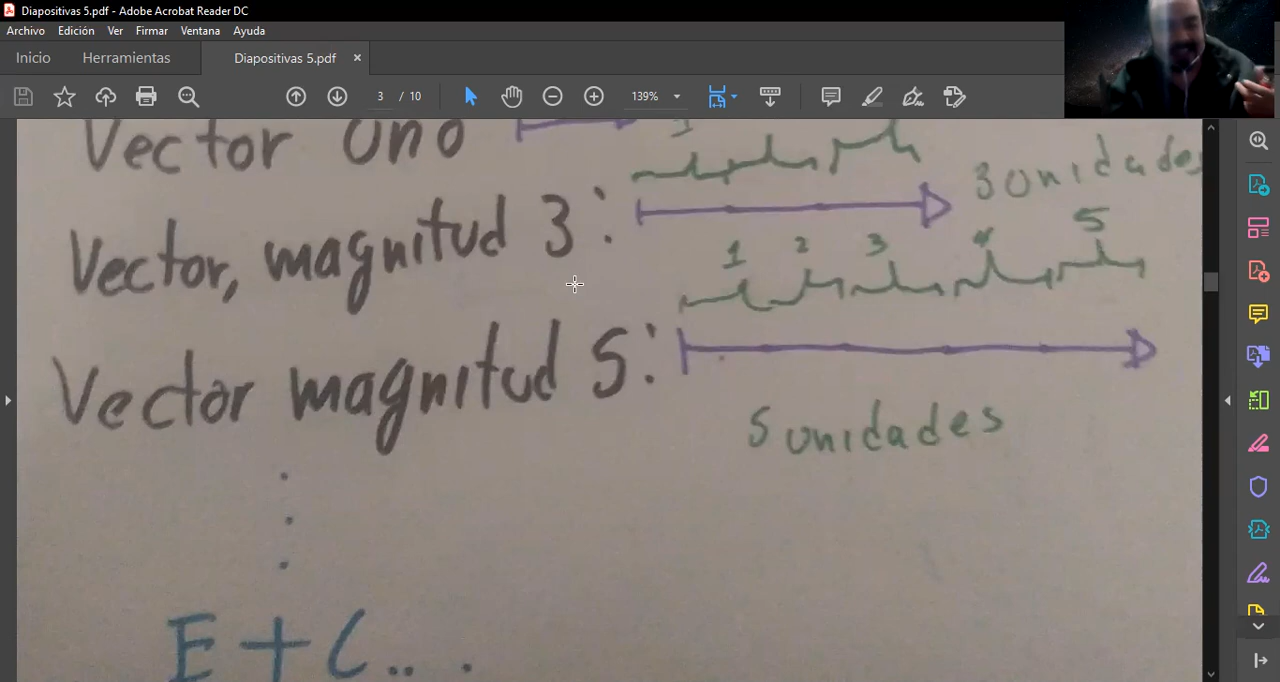 Diapositivas 5.pdf - Adobe Acrobat Reader DC
Archivo Edición Ver Firmar Ventana Ayuda
Inicio Herramientas Diapositivas 5.pdf ×
3 / 10 139%
Vector Uno
1
3 unidades
Vector, magnitud 3:
1 2 3 4 5
Vector magnitud 5:
5 unidades
E+C...